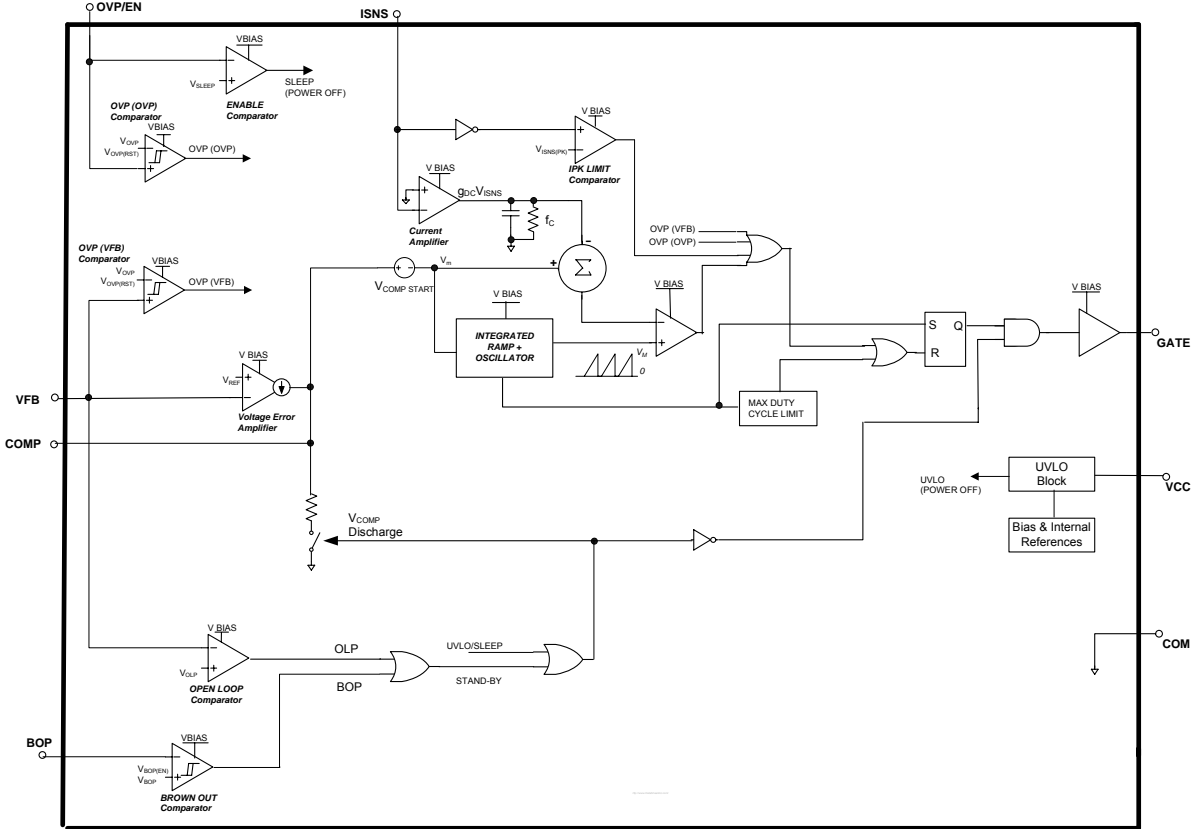 OVP/EN
ISNS
VBIAS
VSLEEP
SLEEP
(POWER OFF)
ENABLE
Comparator
OVP (OVP)
Comparator
VBIAS
VOVP
VOVP(RST)
OVP (OVP)
V BIAS
VISNS(PK)
IPK LIMIT
Comparator
V BIAS
gDCVISNS
fC
Current
Amplifier
OVP (VFB)
OVP (OVP)
OVP (VFB)
Comparator
VBIAS
VOVP
VOVP(RST)
OVP (VFB)
Vm
VCOMP START
Σ
V BIAS
INTEGRATED
RAMP +
OSCILLATOR
V BIAS
VM
0
S
Q
R
V BIAS
GATE
V BIAS
VREF
Voltage Error
Amplifier
VFB
COMP
MAX DUTY
CYCLE LIMIT
UVLO
(POWER OFF)
UVLO
Block
VCC
Bias & Internal
References
VCOMP
Discharge
V BIAS
VOLP
OPEN LOOP
Comparator
OLP
BOP
UVLO/SLEEP
STAND-BY
COM
BOP
VBIAS
VBOP(EN)
VBOP
BROWN OUT
Comparator